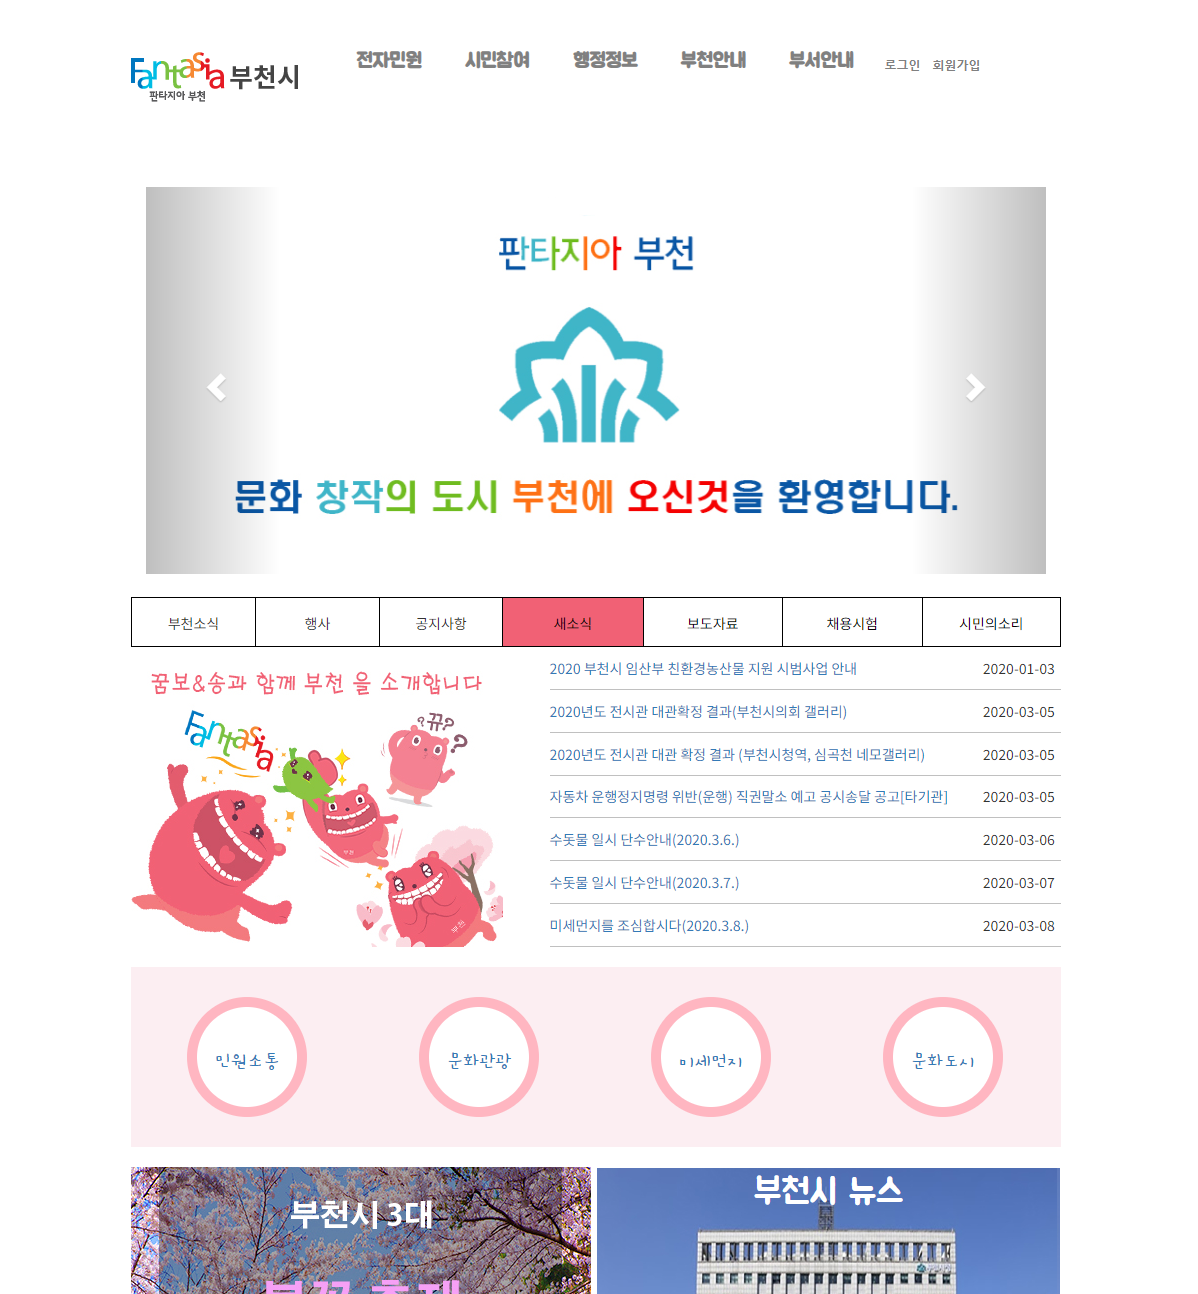 Fantasia 부천시
판타지아 부천
전자민원 시민참여 행정정보 부천안내 부서안내 로그인 회원가입
판타지아 부천
문화 창작의 도시 부천에 오신것을 환영합니다.
부천소식 행사 공지사항 새소식 보도자료 채용시험 시민의소리
꿈보&송과 함께 부천 을 소개합니다
Fantasia
?뀨?
?
부천
부천
2020 부천시 임산부 친환경농산물 지원 시범사업 안내 2020-01-03
2020년도 전시관 대관확정 결과(부천시의회 갤러리) 2020-03-05
2020년도 전시관 대관 확정 결과 (부천시청역, 심곡천 네모갤러리) 2020-03-05
자동차 운행정지명령 위반(운행) 직권말소 예고 공시송달 공고[타기관] 2020-03-05
수돗물 일시 단수안내(2020.3.6.) 2020-03-06
수돗물 일시 단수안내(2020.3.7.) 2020-03-07
미세먼지를 조심합시다(2020.3.8.) 2020-03-08
민원소통 문화관광 미세먼지 문화도시
부천시 3대
부천시 뉴스